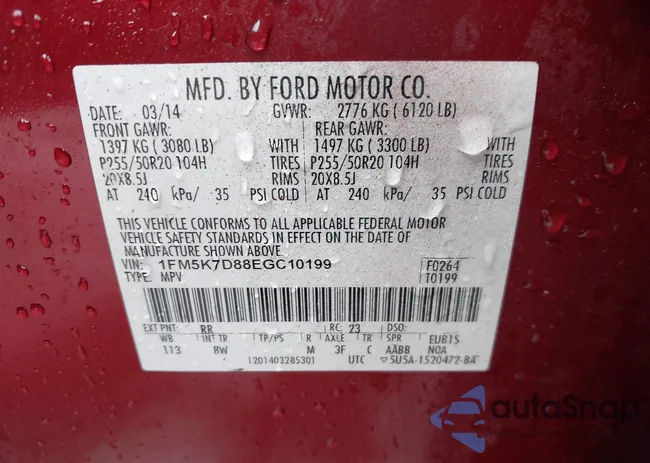 MFD. BY FORD MOTOR CO.
DATE: 03/14 GVWR: 2776 KG ( 6120 LB)
FRONT GAWR: REAR GAWR:
1397 KG ( 3080 LB) WITH 1497 KG ( 3300 LB) WITH
P255/50R20 104H TIRES P255/50R20 104H TIRES
20X8.5J RIMS 20X8.5J RIMS
AT 240 kPa/ 35 PSI COLD AT 240 kPa/ 35 PSI COLD
THIS VEHICLE CONFORMS TO ALL APPLICABLE FEDERAL MOTOR
VEHICLE SAFETY STANDARDS IN EFFECT ON THE DATE OF
MANUFACTURE SHOWN ABOVE.
VIN: 1FM5K7D88EGC10199 F0264
TYPE: MPV T0199
EXT PNT: RR RC: 23 DSO:
WB INT TR TP/PS R AXLE TR SPR EUB1S
113 8W M 3F C AABB NOA
1201403285301 UTC ▽5U5A-1520472-BA
autoSnap